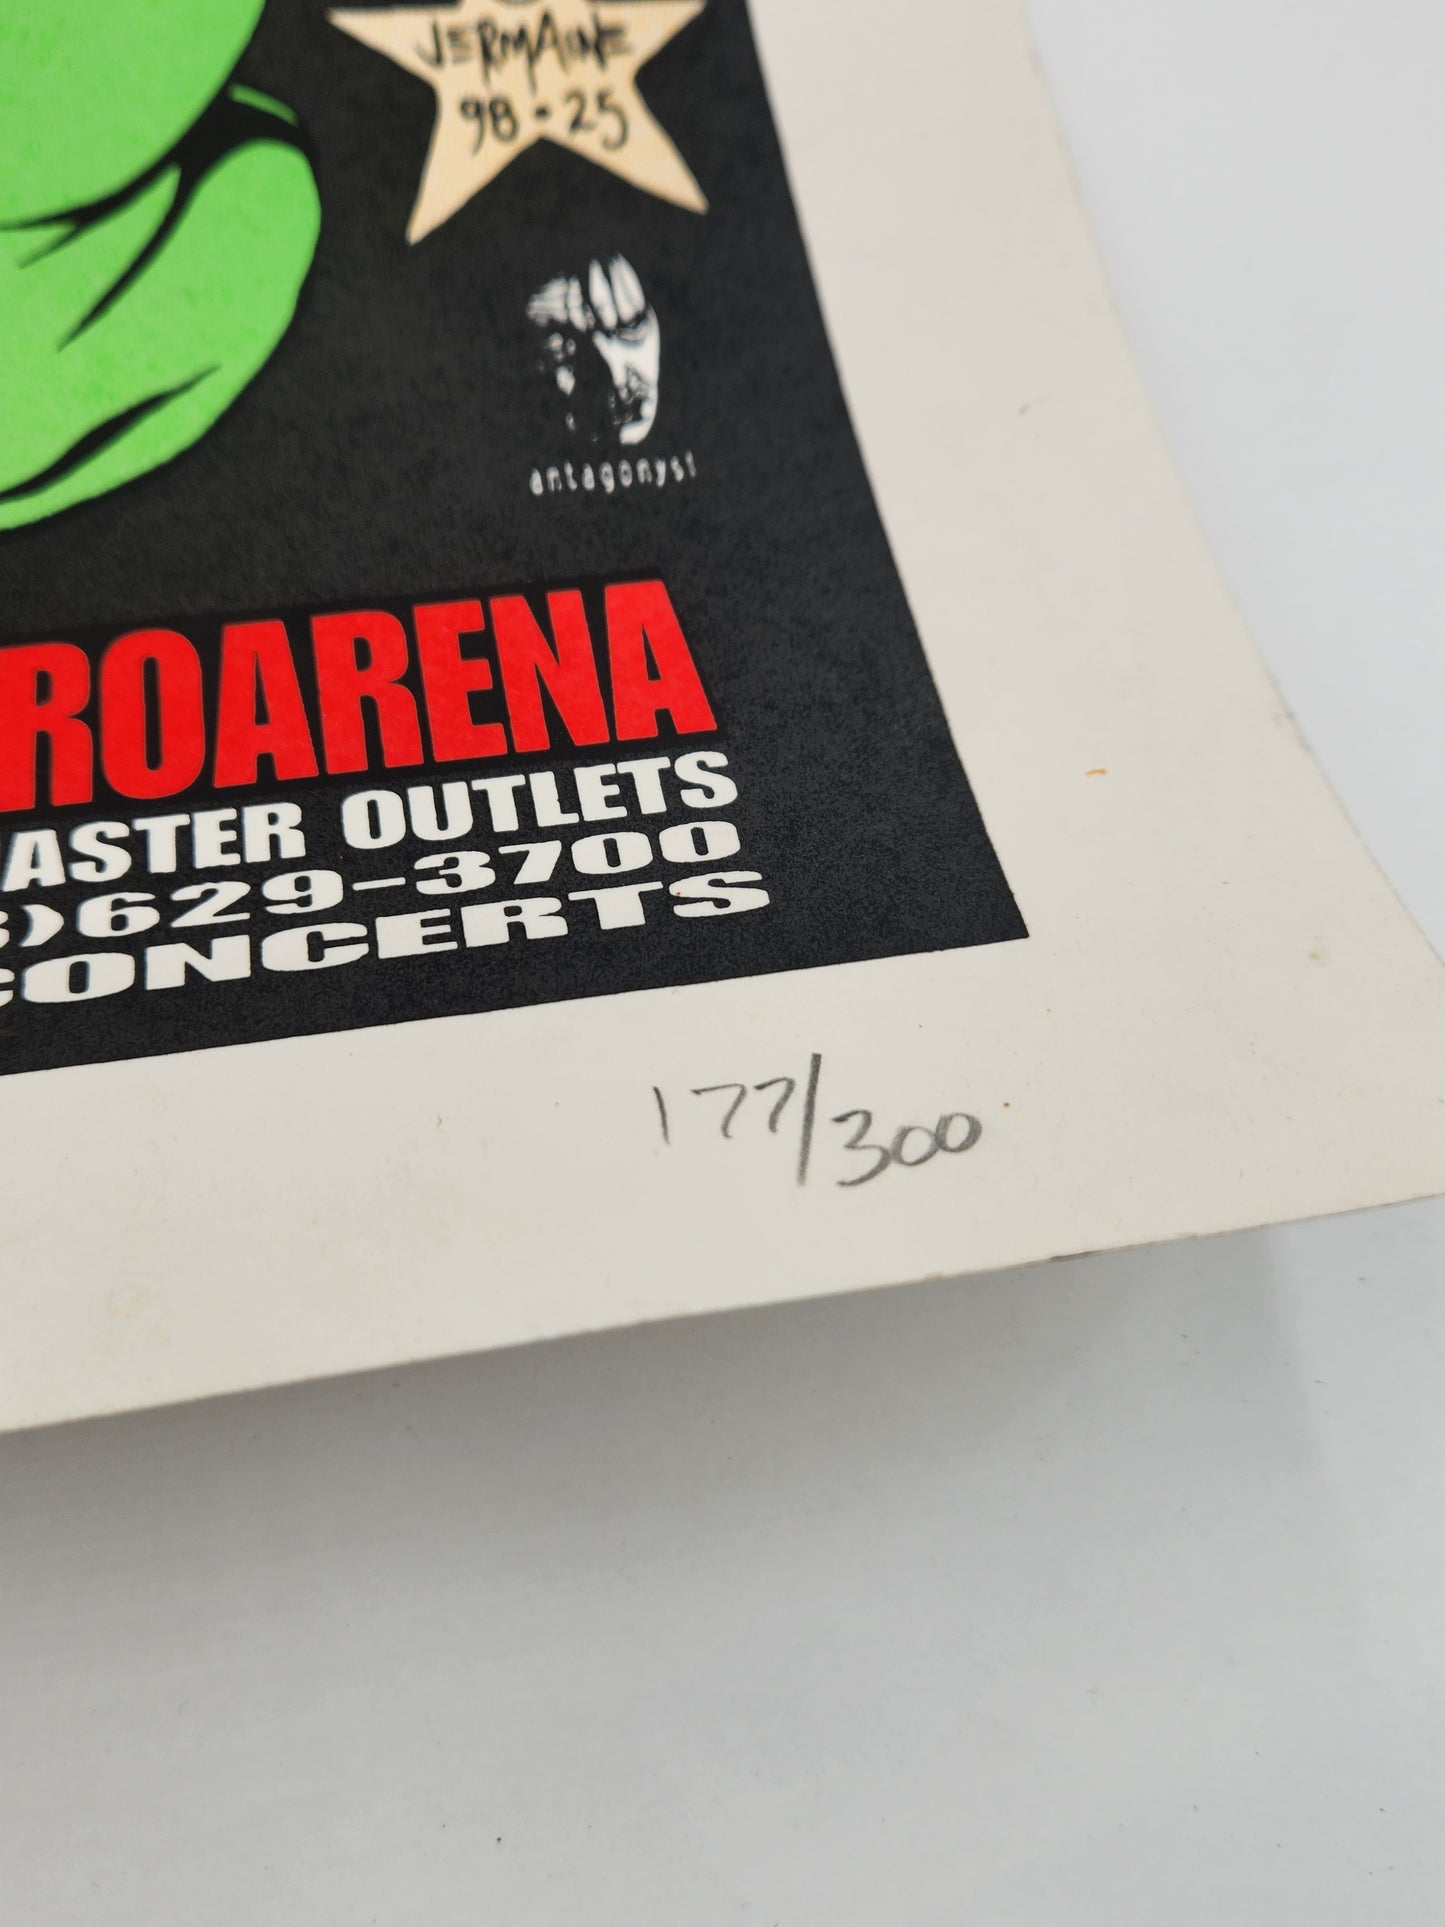 JERMAINE
98·25
antagonyst
ROARENA
ASTER OUTLETS
)629-3700
CONCERTS
177/300